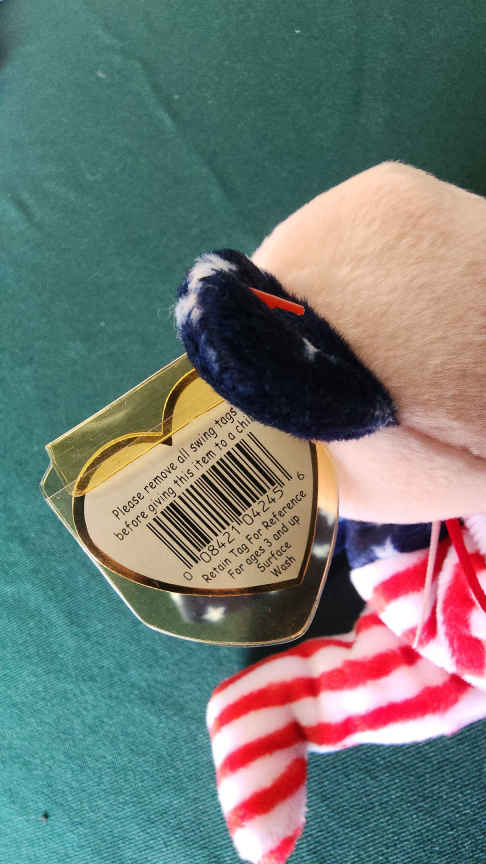 Please remove all swing tags
before giving this item to a
0 08421 04245 6
Retain Tag For Reference
For ages 3 and up
Surface
Wash